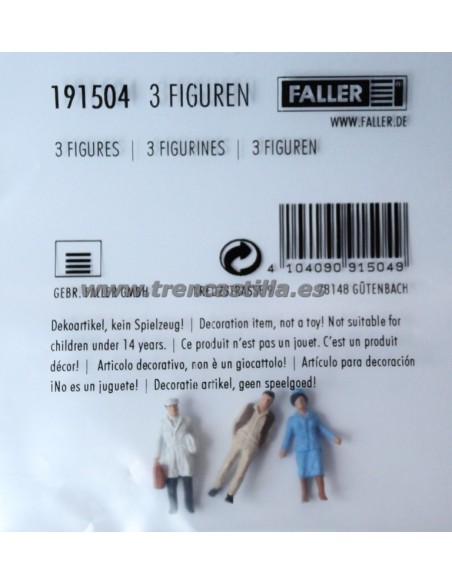 191504 3 FIGUREN
FALLER
WWW.FALLER.DE
3 FIGURES | 3 FIGURINES | 3 FIGUREN
4 104090 915049
www.trencastilla.es
GEBR. GMBH 78148 GÜTENBACH
Dekoartikel, kein Spielzeug! | Decoration item, not a toy! Not suitable for
children under 14 years. | Ce produit n'est pas un jouet. C'est un produit
décor! | Articolo decorativo, non è un giocattolo! | Artículo para decoración
¡No es un juguete! | Decoratie artikel, geen speelgoed!